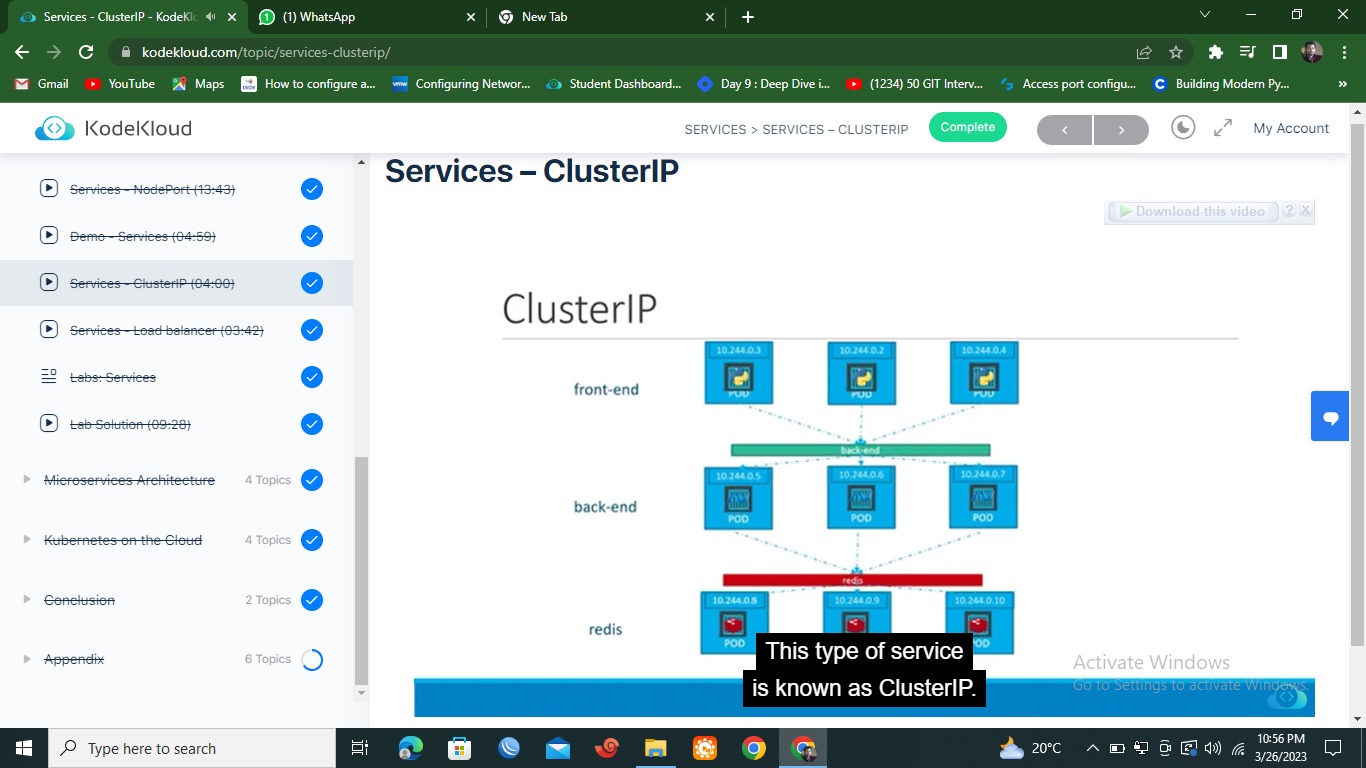 Services - ClusterIP - KodeKl
(1) WhatsApp
New Tab
kodekloud.com/topic/services-clusterip/
Gmail
YouTube
Maps
How to configure a...
Configuring Networ...
Student Dashboard...
Day 9 : Deep Dive i...
(1234) 50 GIT Interv...
Access port configu...
Building Modern Py...
»
KodeKloud
SERVICES > SERVICES – CLUSTERIP
Complete
My Account
Services - NodePort (13:43)
Demo - Services (04:59)
Services - ClusterIP (04:00)
Services - Load balancer (03:42)
Labs: Services
Lab Solution (09:28)
Microservices Architecture 4 Topics
Kubernetes on the Cloud 4 Topics
Conclusion 2 Topics
Appendix 6 Topics
Services – ClusterIP
Download this video ? X
ClusterIP
10.244.0.3 10.244.0.2 10.244.0.4
front-end
POD POD POD
back-end
10.244.0.5 10.244.0.6 10.244.0.7
back-end
POD POD POD
redis
10.244.0.8 10.244.0.9 10.244.0.10
redis
POD POD
This type of service
is known as ClusterIP.
Activate Windows
Go to Settings to activate Windows.
Type here to search
20°C
10:56 PM
3/26/2023